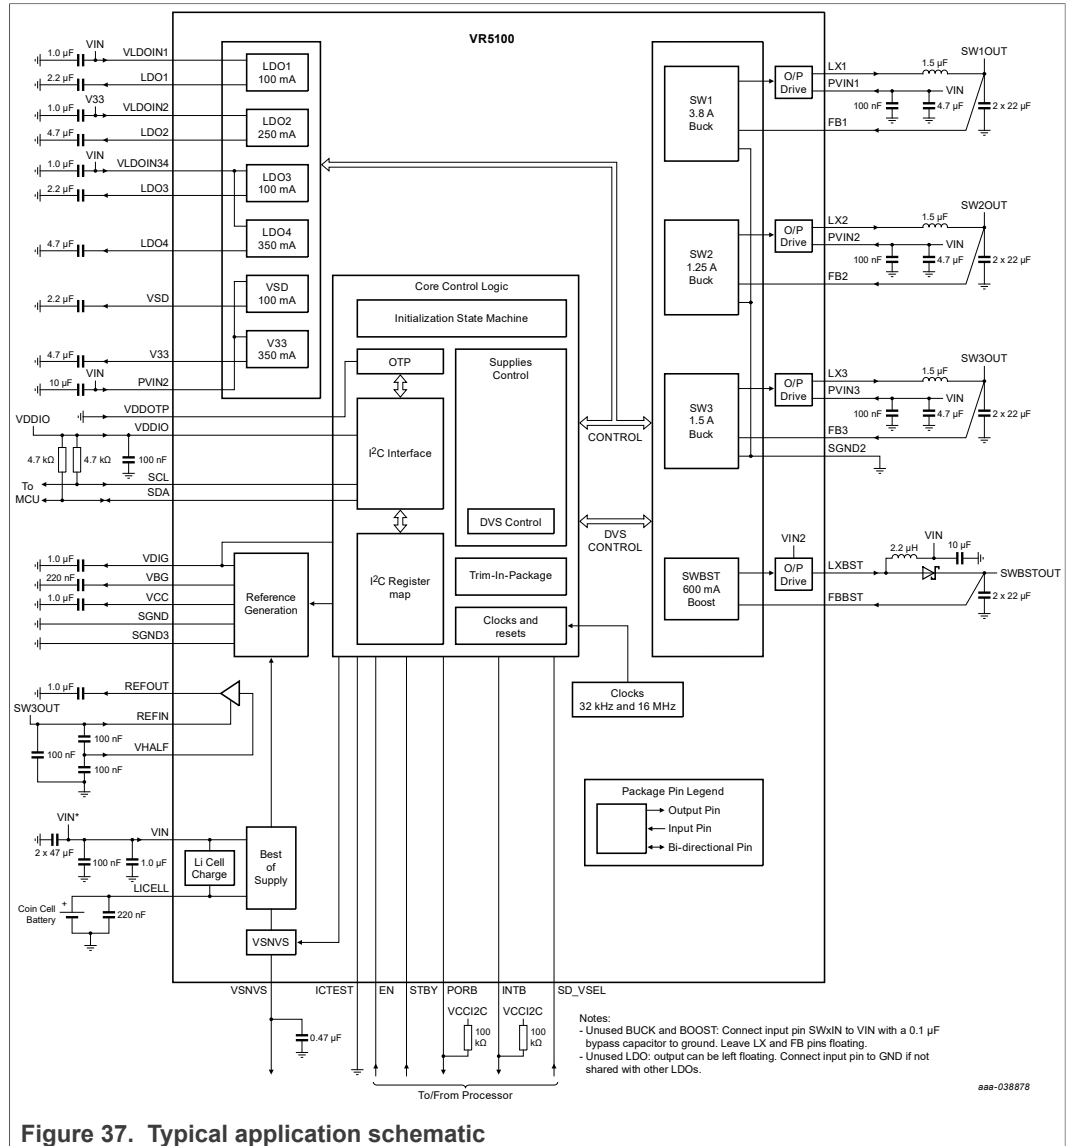 VR5100
1.0 µF
VIN
VLDOIN1
2.2 µF
LDO1
LDO1
100 mA
1.0 µF
V33
VLDOIN2
4.7 µF
LDO2
LDO2
250 mA
1.0 µF
VIN
VLDOIN34
2.2 µF
LDO3
LDO3
100 mA
4.7 µF
LDO4
LDO4
350 mA
2.2 µF
VSD
VSD
100 mA
4.7 µF
V33
V33
350 mA
10 µF
VIN
PVIN2
VDDOTP
VDDIO
VDDIO
4.7 kΩ
4.7 kΩ
100 nF
SCL
SDA
To
MCU
1.0 µF
VDIG
220 nF
VBG
1.0 µF
VCC
SGND
SGND3
Reference
Generation
1.0 µF
REFOUT
SW3OUT
REFIN
100 nF
100 nF
VHALF
100 nF
VIN*
VIN
2 x 47 µF
100 nF
1.0 µF
Li Cell
Charge
Best
of
Supply
LICELL
Coin Cell
Battery
+
220 nF
VSNVS
Core Control Logic
Initialization State Machine
OTP
Supplies
Control
I2C Interface
DVS Control
I2C Register
map
Trim-In-Package
Clocks and
resets
CONTROL
DVS
CONTROL
Clocks
32 kHz and 16 MHz
SW1
3.8 A
Buck
O/P
Drive
LX1
PVIN1
FB1
1.5 µF
SW1OUT
VIN
100 nF
4.7 µF
2 x 22 µF
SW2
1.25 A
Buck
O/P
Drive
LX2
PVIN2
FB2
1.5 µF
SW2OUT
VIN
100 nF
4.7 µF
2 x 22 µF
SW3
1.5 A
Buck
O/P
Drive
LX3
PVIN3
FB3
SGND2
1.5 µF
SW3OUT
VIN
100 nF
4.7 µF
2 x 22 µF
SWBST
600 mA
Boost
VIN2
O/P
Drive
LXBST
FBBST
2.2 µH
VIN
10 µF
SWBSTOUT
2 x 22 µF
Package Pin Legend
Output Pin
Input Pin
Bi-directional Pin
VSNVS
ICTEST
EN
STBY
PORB
INTB
SD_VSEL
0.47 µF
VCCI2C
100
kΩ
VCCI2C
100
kΩ
To/From Processor
Notes:
- Unused BUCK and BOOST: Connect input pin SWxIN to VIN with a 0.1 µF
bypass capacitor to ground. Leave LX and FB pins floating.
- Unused LDO: output can be left floating. Connect input pin to GND if not
shared with other LDOs.
aaa-038878
Figure 37. Typical application schematic